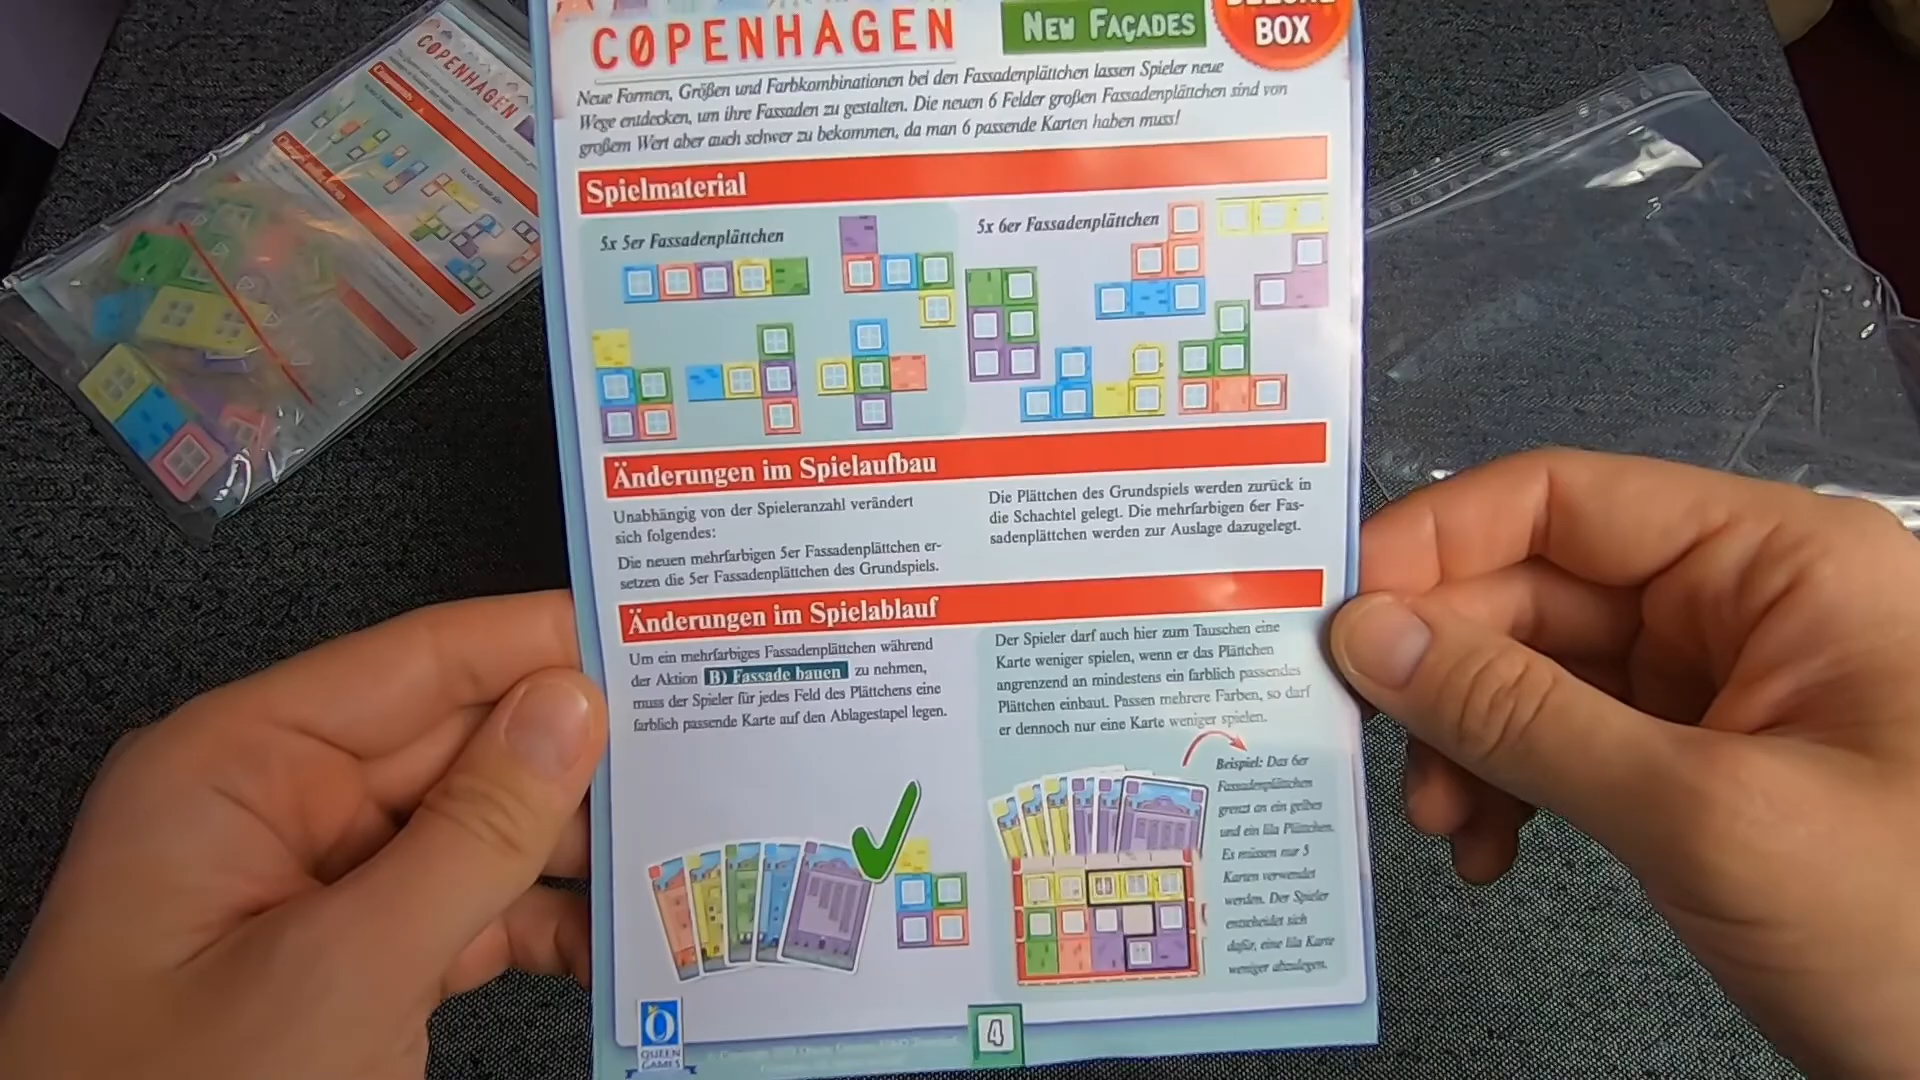 COPENHAGEN
NEW FAÇADES
BOX
Neue Formen, Größen und Farbkombinationen bei den Fassadenplättchen lassen Spieler neue
Wege entdecken, um ihre Fassaden zu gestalten. Die neuen 6 Felder großen Fassadenplättchen sind von
großem Wert aber auch schwer zu bekommen, da man 6 passende Karten haben muss!
Spielmaterial
5x 5er Fassadenplättchen
5x 6er Fassadenplättchen
Änderungen im Spielaufbau
Unabhängig von der Spieleranzahl verändert
sich folgendes:
Die neuen mehrfarbigen 5er Fassadenplättchen er-
setzen die 5er Fassadenplättchen des Grundspiels.
Die Plättchen des Grundspiels werden zurück in
die Schachtel gelegt. Die mehrfarbigen 6er Fas-
sadenplättchen werden zur Auslage dazugelegt.
Änderungen im Spielablauf
Um ein mehrfarbiges Fassadenplättchen während
der Aktion B) Fassade bauen zu nehmen,
muss der Spieler für jedes Feld des Plättchens eine
farblich passende Karte auf den Ablagestapel legen.
Der Spieler darf auch hier zum Tauschen eine
Karte weniger spielen, wenn er das Plättchen
angrenzend an mindestens ein farblich passendes
Plättchen einbaut. Passen mehrere Farben, so darf
er dennoch nur eine Karte weniger spielen.
Beispiel: Das 6er
Fassadenplättchen
grenzt an ein gelbes
und ein lila Plättchen.
Es müssen nur 5
Karten verwendet
werden. Der Spieler
entscheidet sich
dafür, eine lila Karte
weniger abzulegen.
QUEEN
GAMES
4
COPENHAGEN